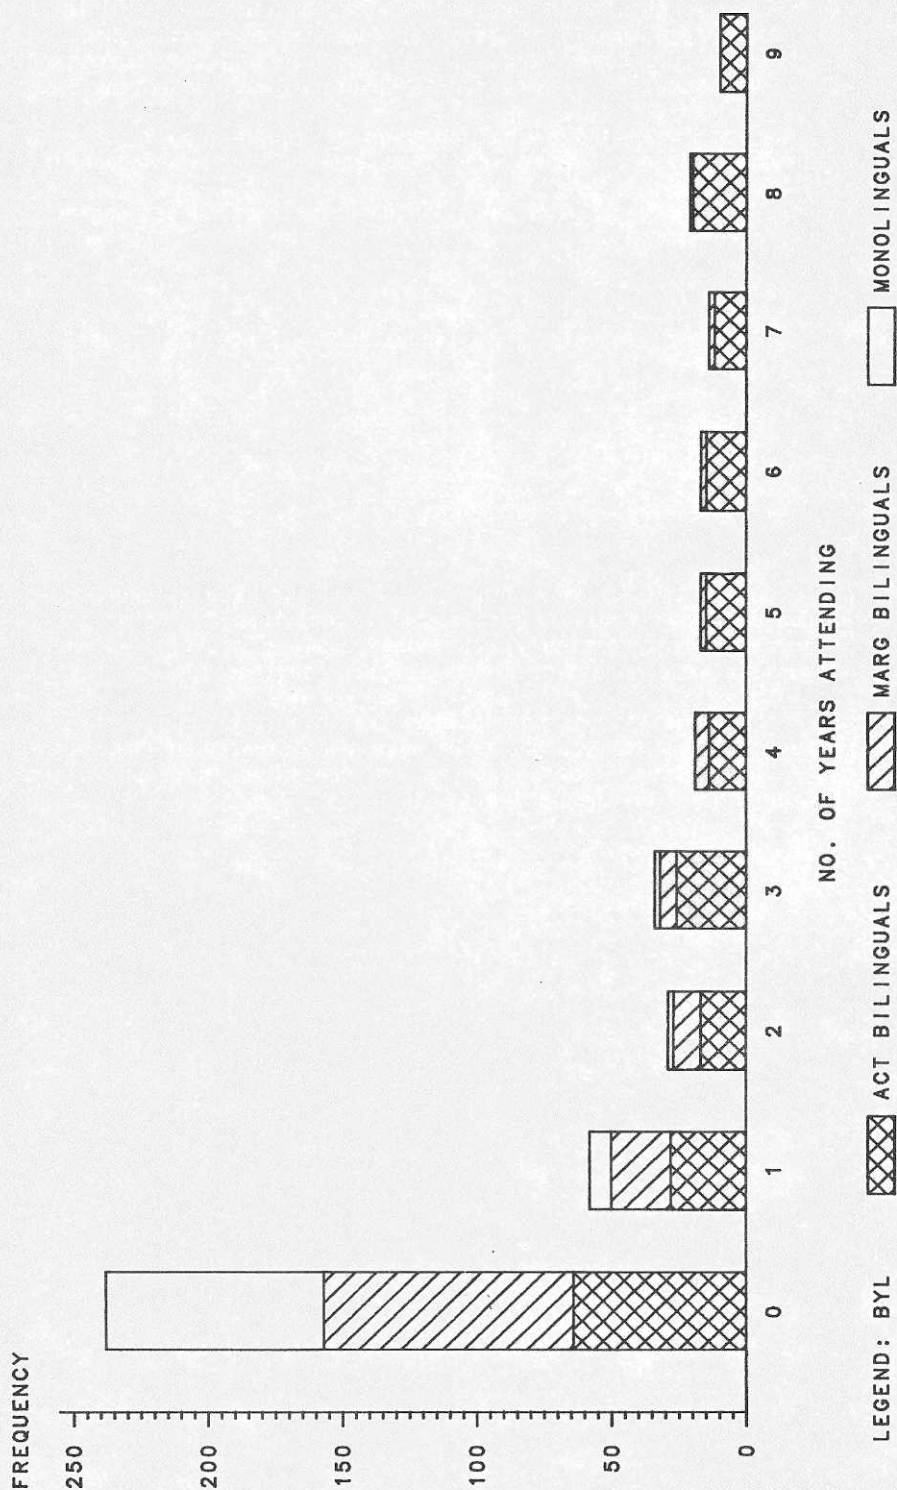 FREQUENCY
250
200
150
100
50
0
0 1 2 3 4 5 6 7 8 9
NO. OF YEARS ATTENDING
LEGEND: BYL ACT BILINGUALS MARG BILINGUALS MONOLINGUALS